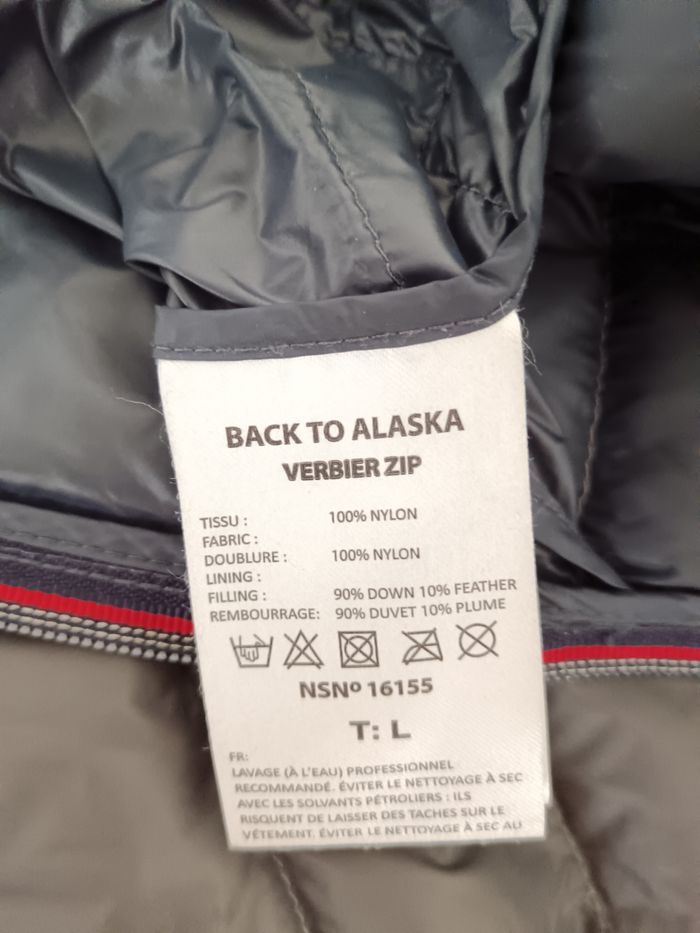 BACK TO ALASKA
VERBIER ZIP
TISSU : 100% NYLON
FABRIC :
DOUBLURE : 100% NYLON
LINING :
FILLING : 90% DOWN 10% FEATHER
REMBOURRAGE: 90% DUVET 10% PLUME
NSNº 16155
T: L
FR:
LAVAGE (À L'EAU) PROFESSIONNEL
RECOMMANDÉ. ÉVITER LE NETTOYAGE À SEC
AVEC LES SOLVANTS PÉTROLIERS : ILS
RISQUENT DE LAISSER DES TACHES SUR LE
VÊTEMENT. ÉVITER LE NETTOYAGE À SEC AU